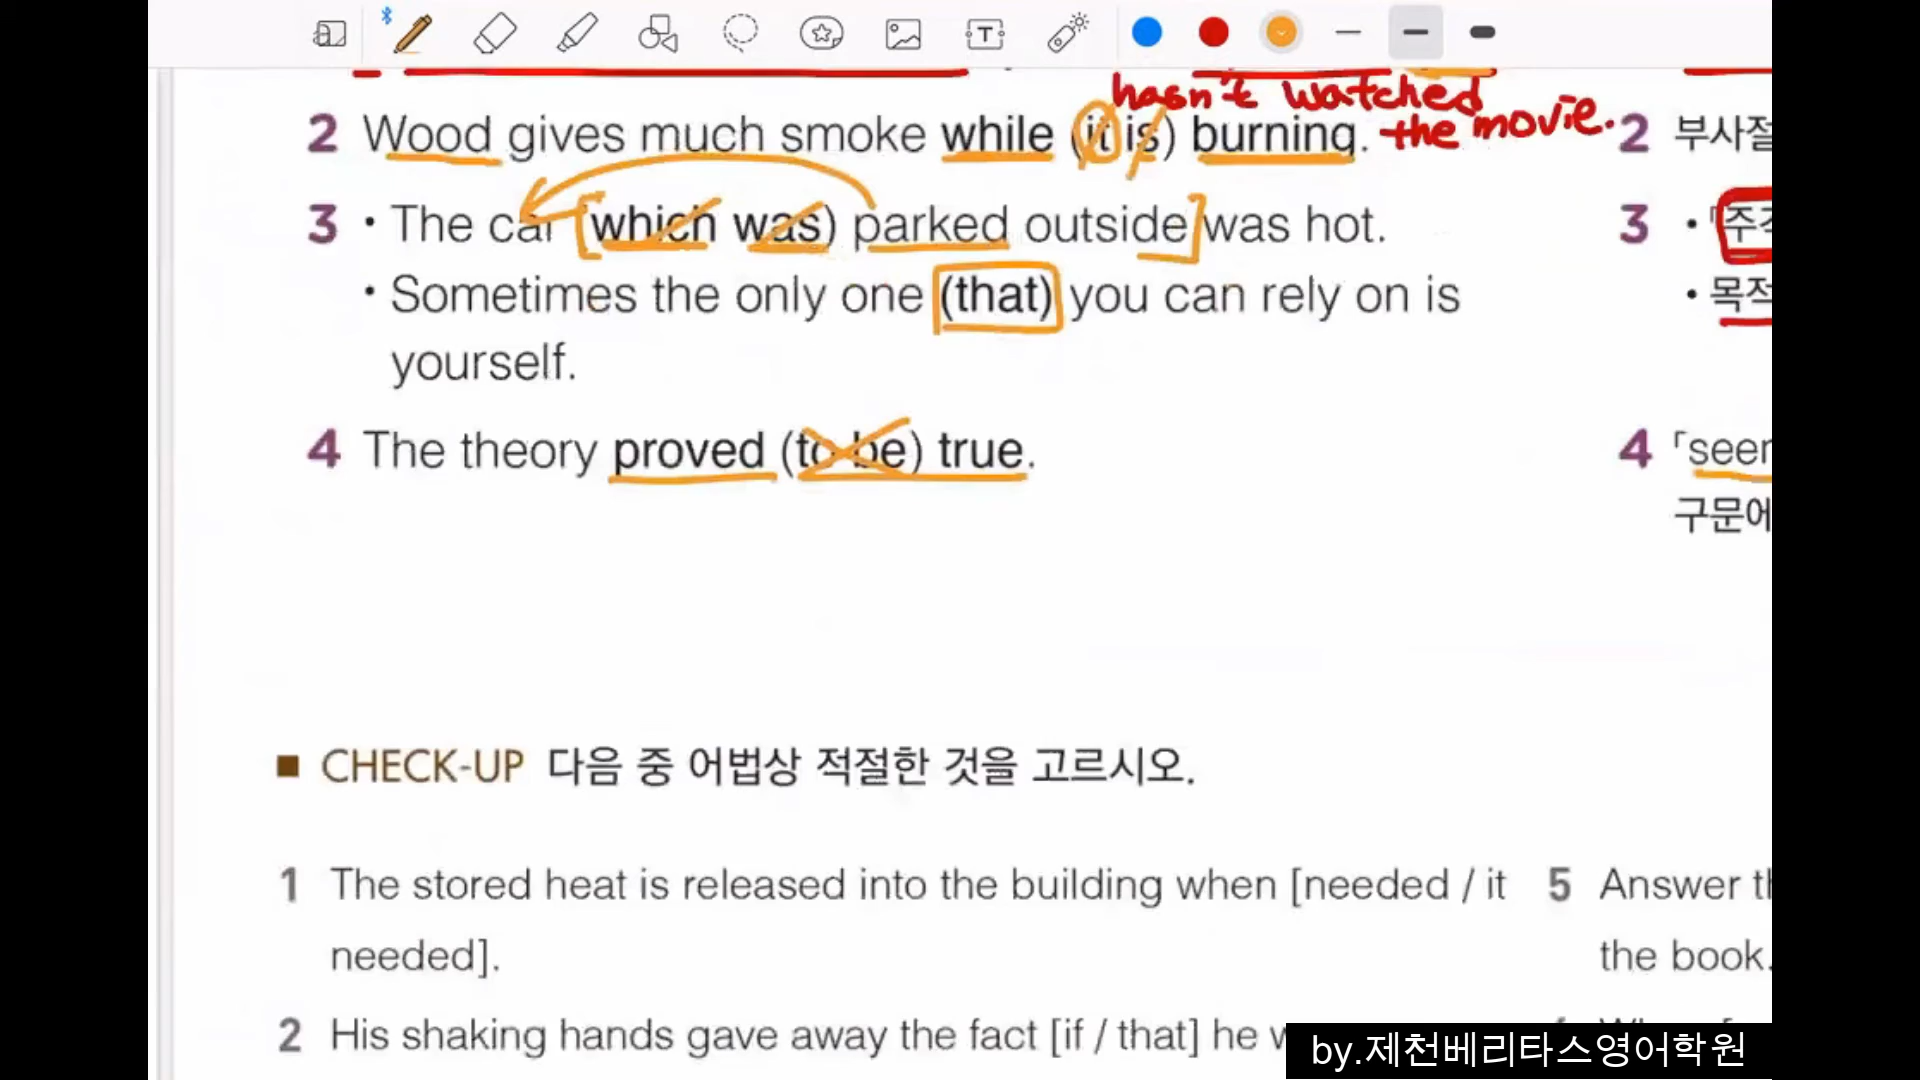 hasn't watched
the movie.
2 Wood gives much smoke while (it is) burning.
3 • The car (which was) parked outside was hot.
• Sometimes the only one (that) you can rely on is
yourself.
4 The theory proved (to be) true.
2 부사절
3 • 「주격
• 목적
4 「seem
구문에
■ CHECK-UP 다음 중 어법상 적절한 것을 고르시오.
1 The stored heat is released into the building when [needed / it
needed].
2 His shaking hands gave away the fact [if / that] he
5 Answer
the book.
by.제천베리타스영어학원